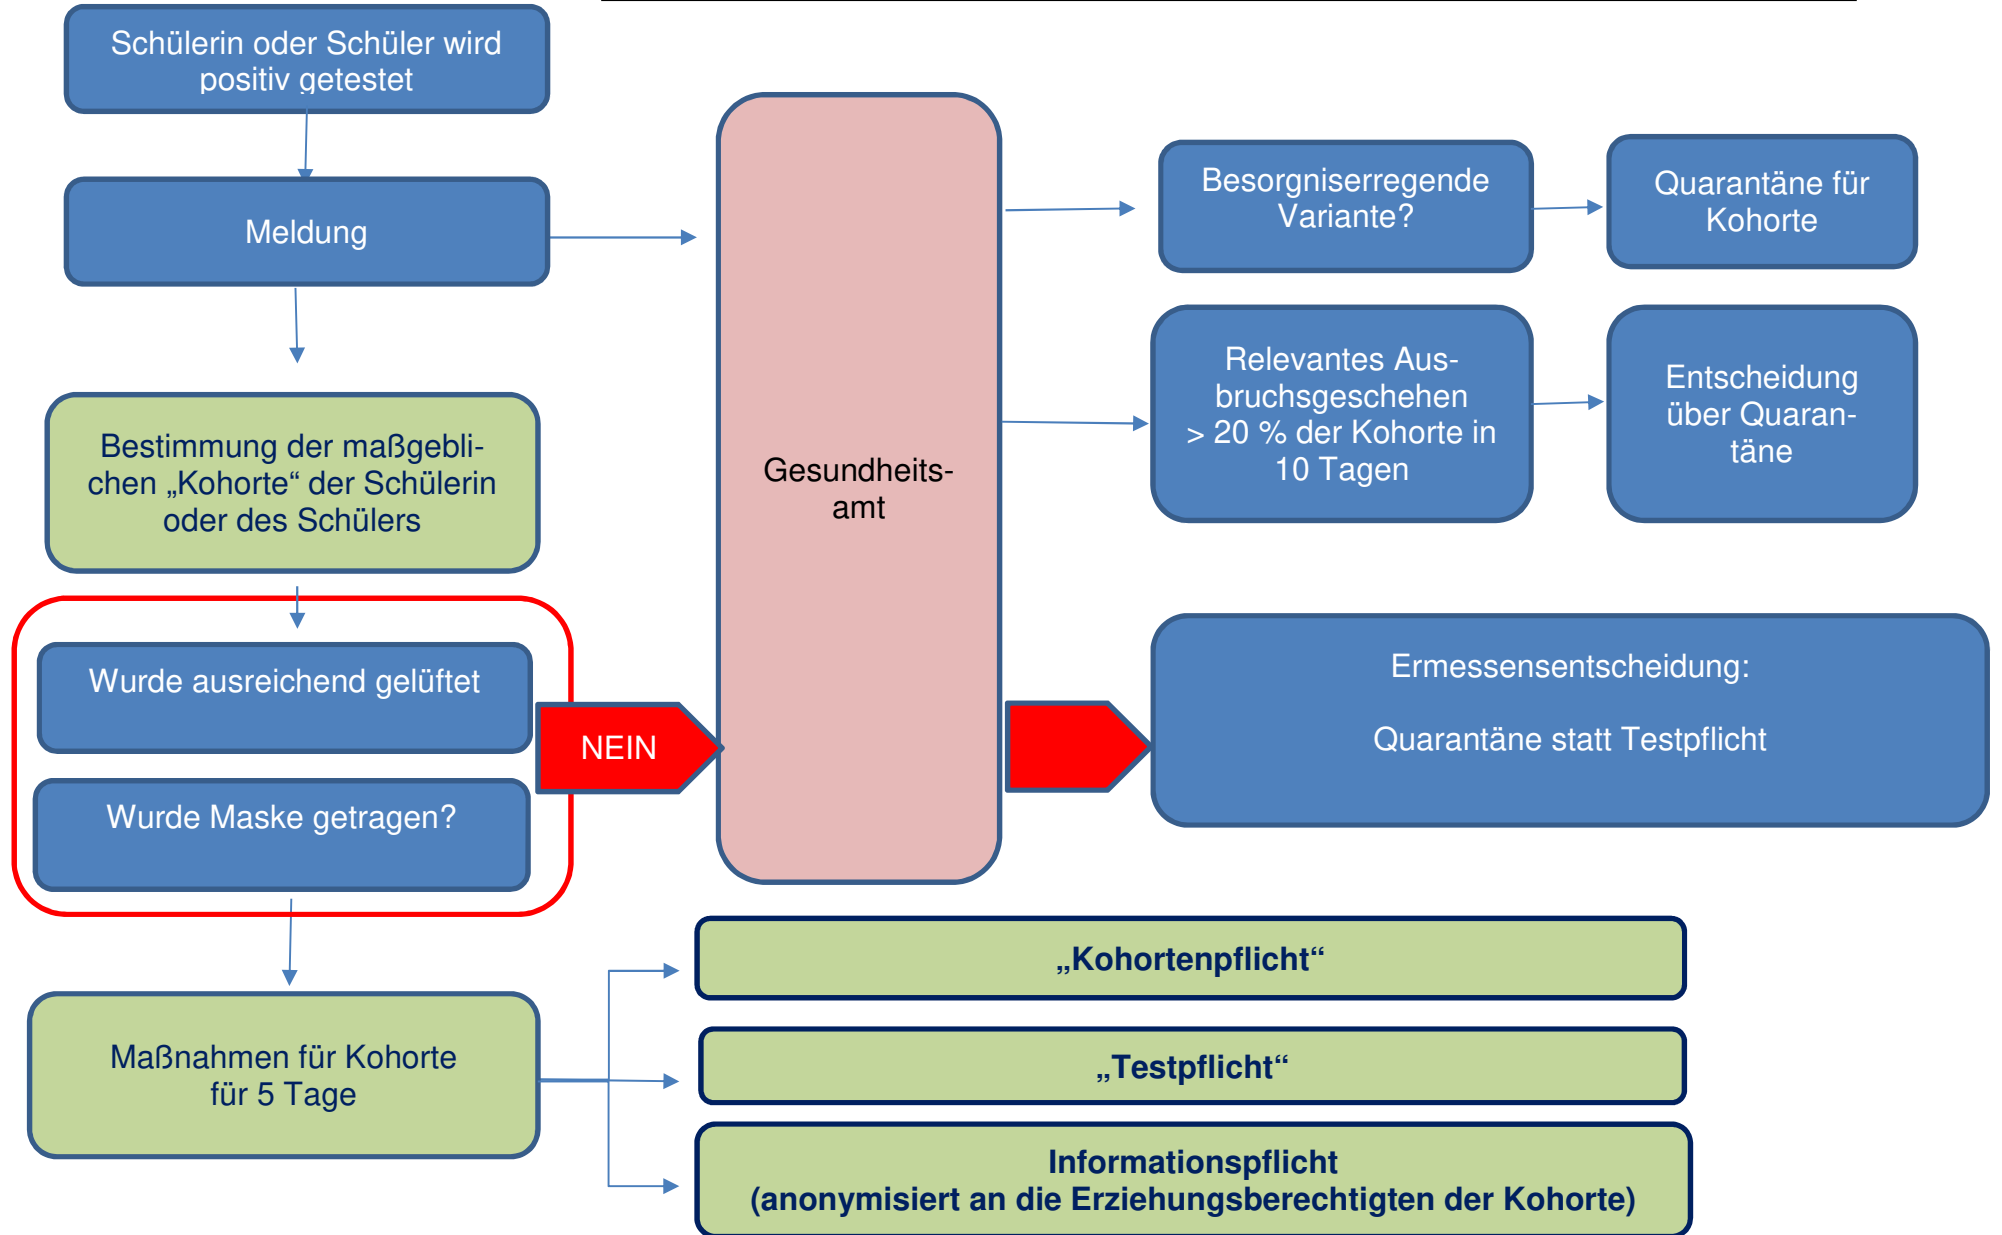 Schülerin oder Schüler wird
positiv getestet
Meldung
Bestimmung der maßgebli-
chen „Kohorte“ der Schülerin
oder des Schülers
Wurde ausreichend gelüftet
Wurde Maske getragen?
NEIN
Maßnahmen für Kohorte
für 5 Tage
Gesundheits-
amt
Besorgniserregende
Variante?
Quarantäne für
Kohorte
Relevantes Aus-
bruchsgeschehen
> 20 % der Kohorte in
10 Tagen
Entscheidung
über Quaran-
täne
Ermessensentscheidung:
Quarantäne statt Testpflicht
„Kohortenpflicht“
„Testpflicht“
Informationspflicht
(anonymisiert an die Erziehungsberechtigten der Kohorte)